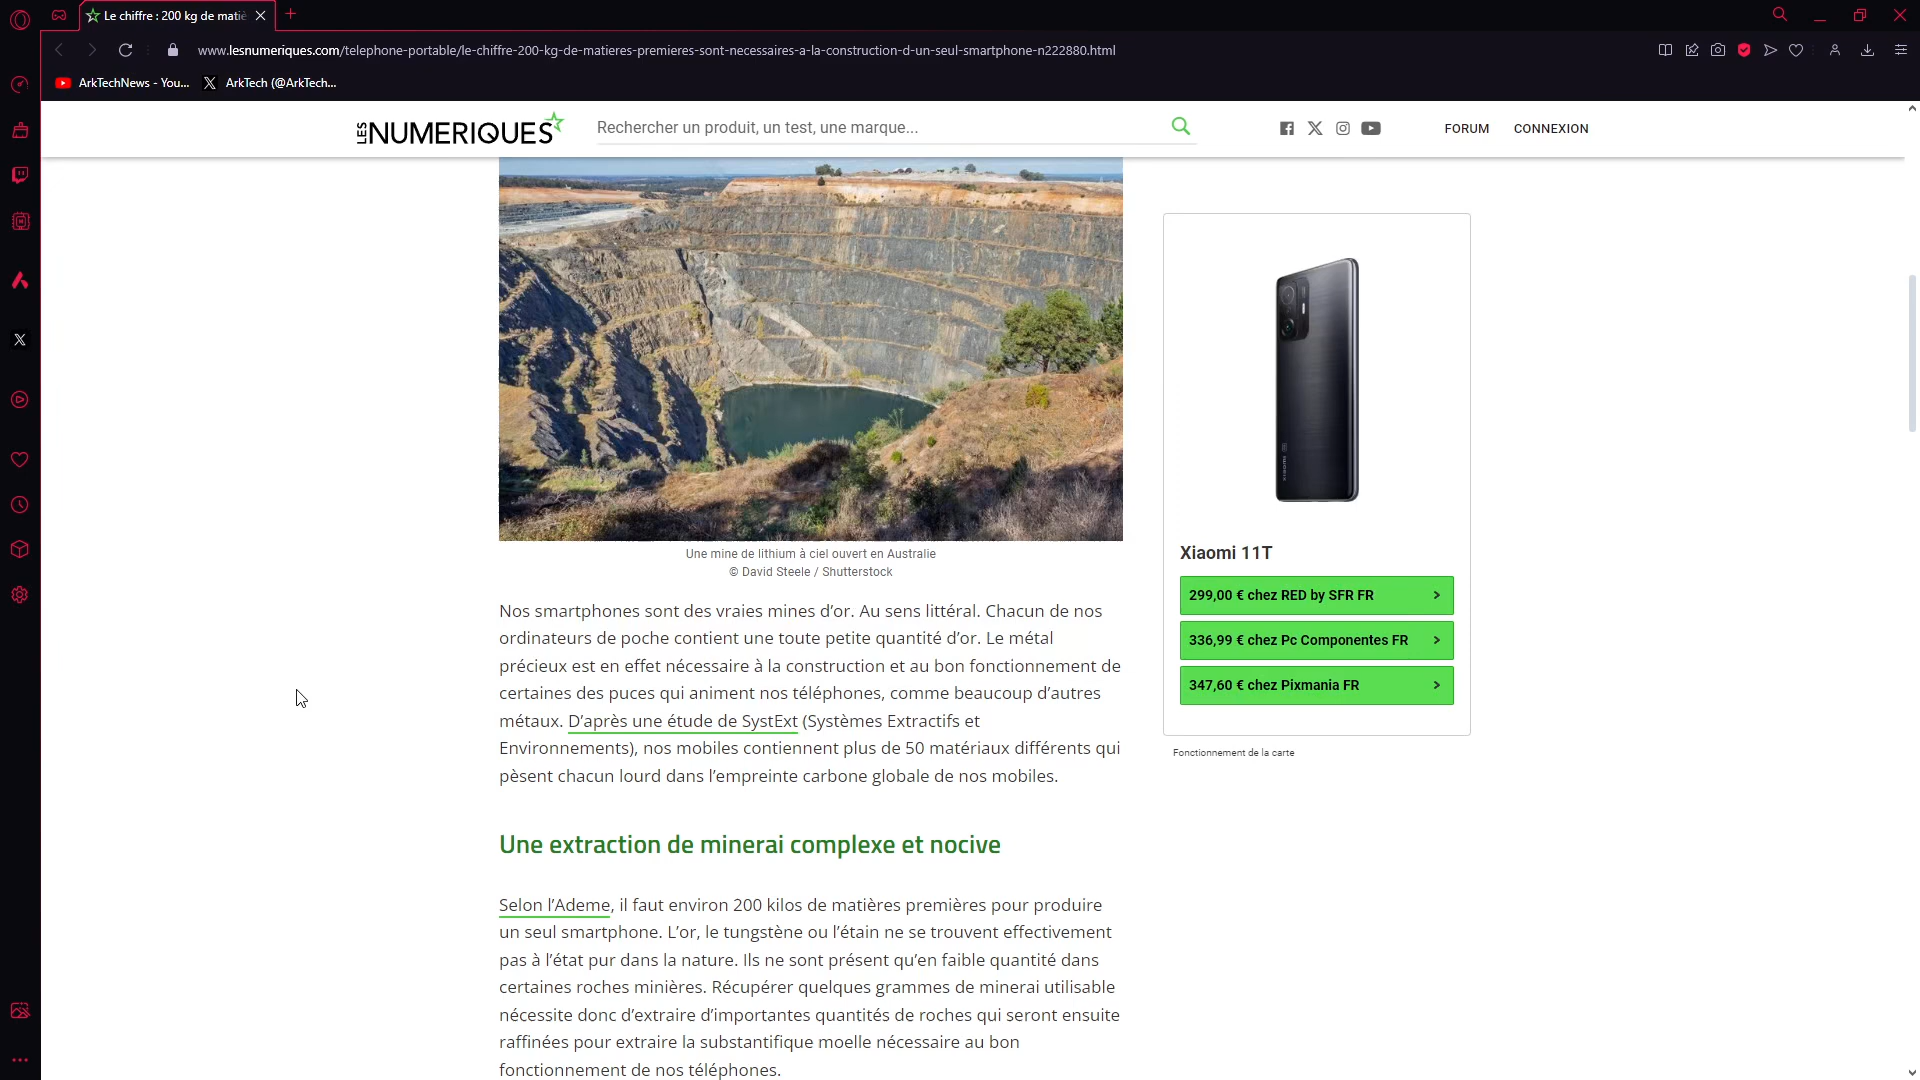 Le chiffre : 200 kg de matiè
www.lesnumeriques.com/telephone-portable/le-chiffre-200-kg-de-matieres-premieres-sont-necessaires-a-la-construction-d-un-seul-smartphone-n222880.html
ArkTechNews - You...
ArkTech (@ArkTech...
LES NUMERIQUES
Rechercher un produit, un test, une marque...
FORUM
CONNEXION
Une mine de lithium à ciel ouvert en Australie
© David Steele / Shutterstock
Nos smartphones sont des vraies mines d’or. Au sens littéral. Chacun de nos
ordinateurs de poche contient une toute petite quantité d’or. Le métal
précieux est en effet nécessaire à la construction et au bon fonctionnement de
certaines des puces qui animent nos téléphones, comme beaucoup d’autres
métaux. D’après une étude de SystExt (Systèmes Extractifs et
Environnements), nos mobiles contiennent plus de 50 matériaux différents qui
pèsent chacun lourd dans l’empreinte carbone globale de nos mobiles.
Une extraction de minerai complexe et nocive
Selon l’Ademe, il faut environ 200 kilos de matières premières pour produire
un seul smartphone. L’or, le tungstène ou l’étain ne se trouvent effectivement
pas à l’état pur dans la nature. Ils ne sont présent qu’en faible quantité dans
certaines roches minières. Récupérer quelques grammes de minerai utilisable
nécessite donc d’extraire d’importantes quantités de roches qui seront ensuite
raffinées pour extraire la substantifique moelle nécessaire au bon
fonctionnement de nos téléphones.
Xiaomi 11T
299,00 € chez RED by SFR FR
336,99 € chez Pc Componentes FR
347,60 € chez Pixmania FR
Fonctionnement de la carte